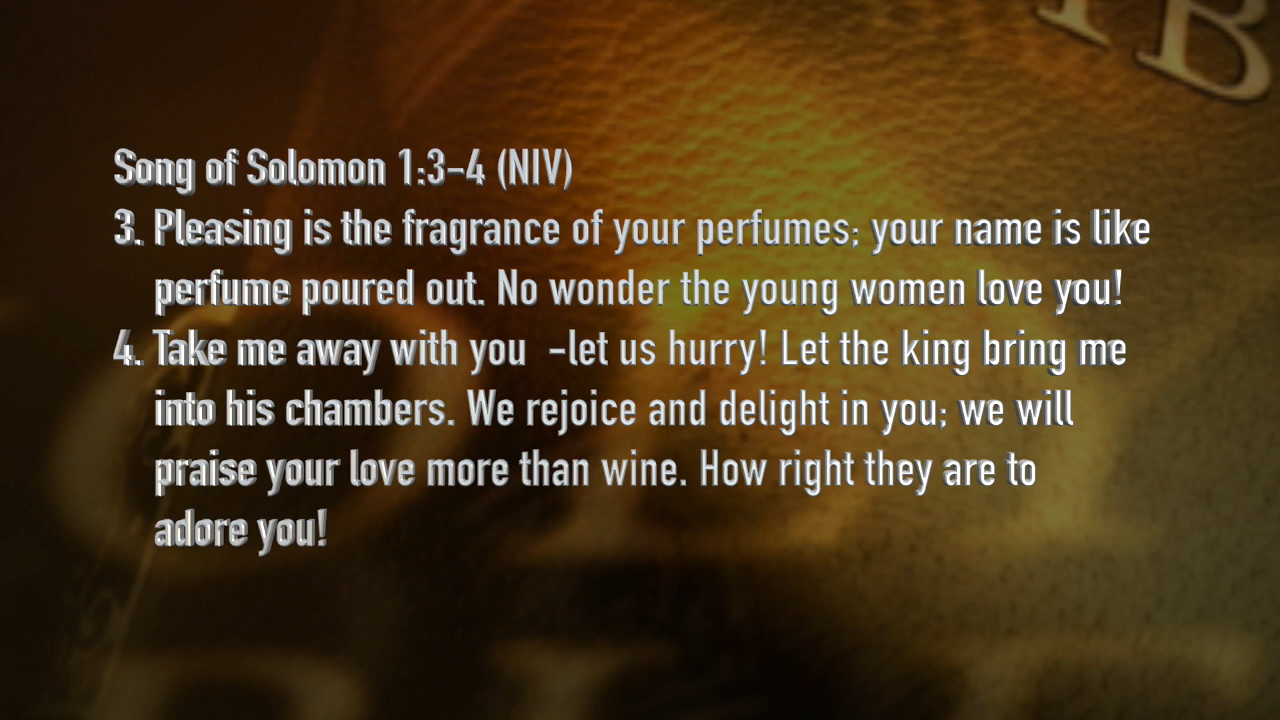 B
Song of Solomon 1:3-4 (NIV)
3. Pleasing is the fragrance of your perfumes; your name is like
perfume poured out. No wonder the young women love you!
4. Take me away with you -let us hurry! Let the king bring me
into his chambers. We rejoice and delight in you; we will
praise your love more than wine. How right they are to
adore you!